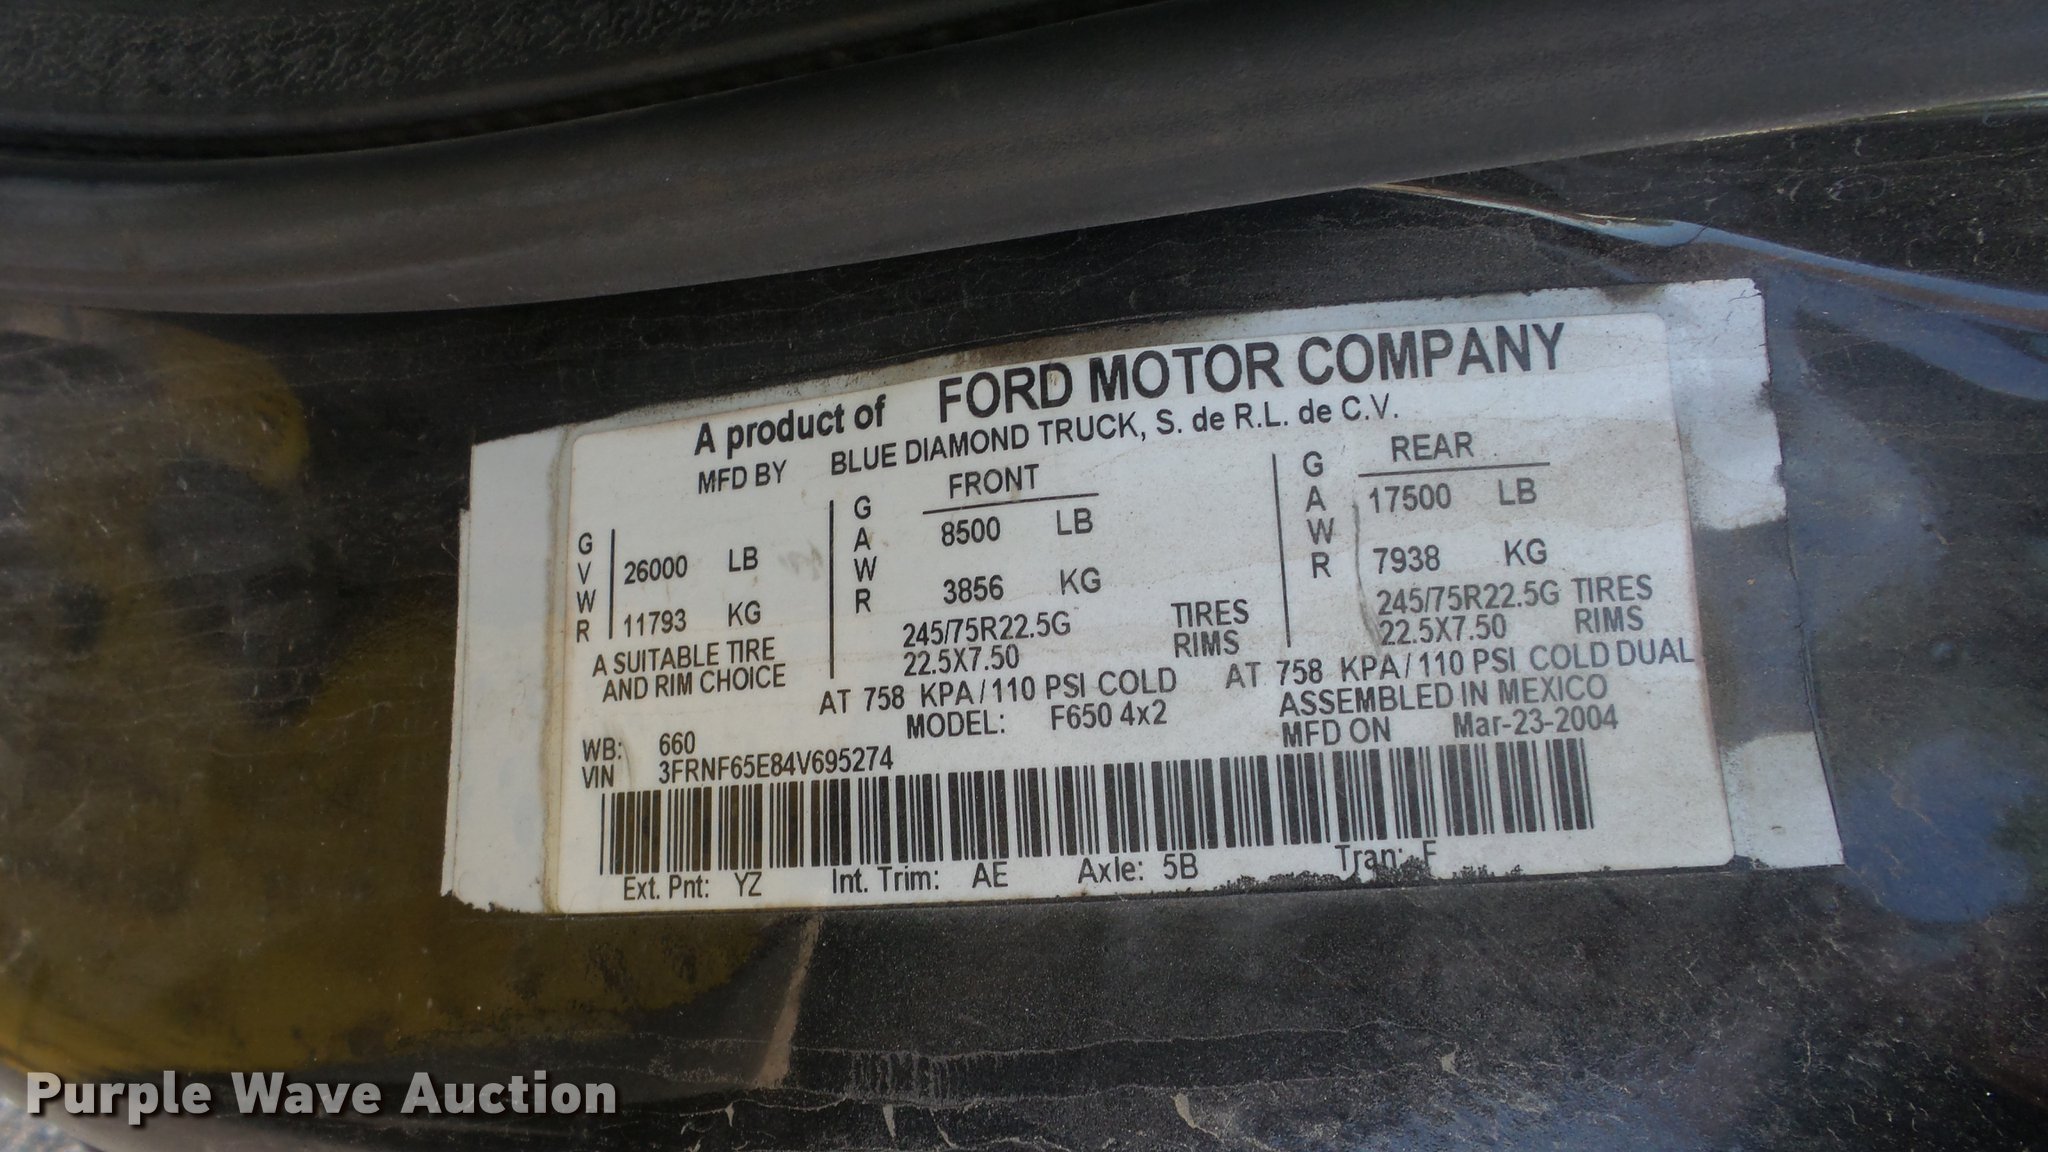 A product of FORD MOTOR COMPANY
MFD BY BLUE DIAMOND TRUCK, S. de R.L. de C.V.
GVWR
26000 LB
11793 KG
A SUITABLE TIRE
AND RIM CHOICE
GAWR
FRONT
8500 LB
3856 KG
245/75R22.5G TIRES
22.5X7.50 RIMS
AT 758 KPA/110 PSI COLD
GAWR
REAR
17500 LB
7938 KG
245/75R22.5G TIRES
22.5X7.50 RIMS
AT 758 KPA/110 PSI COLD DUAL
MODEL: F650 4x2
ASSEMBLED IN MEXICO
MFD ON Mar-23-2004
WB: 660
VIN 3FRNF65E84V695274
Ext. Pnt: YZ Int. Trim: AE Axle: 5B Tran: F
Purple Wave Auction